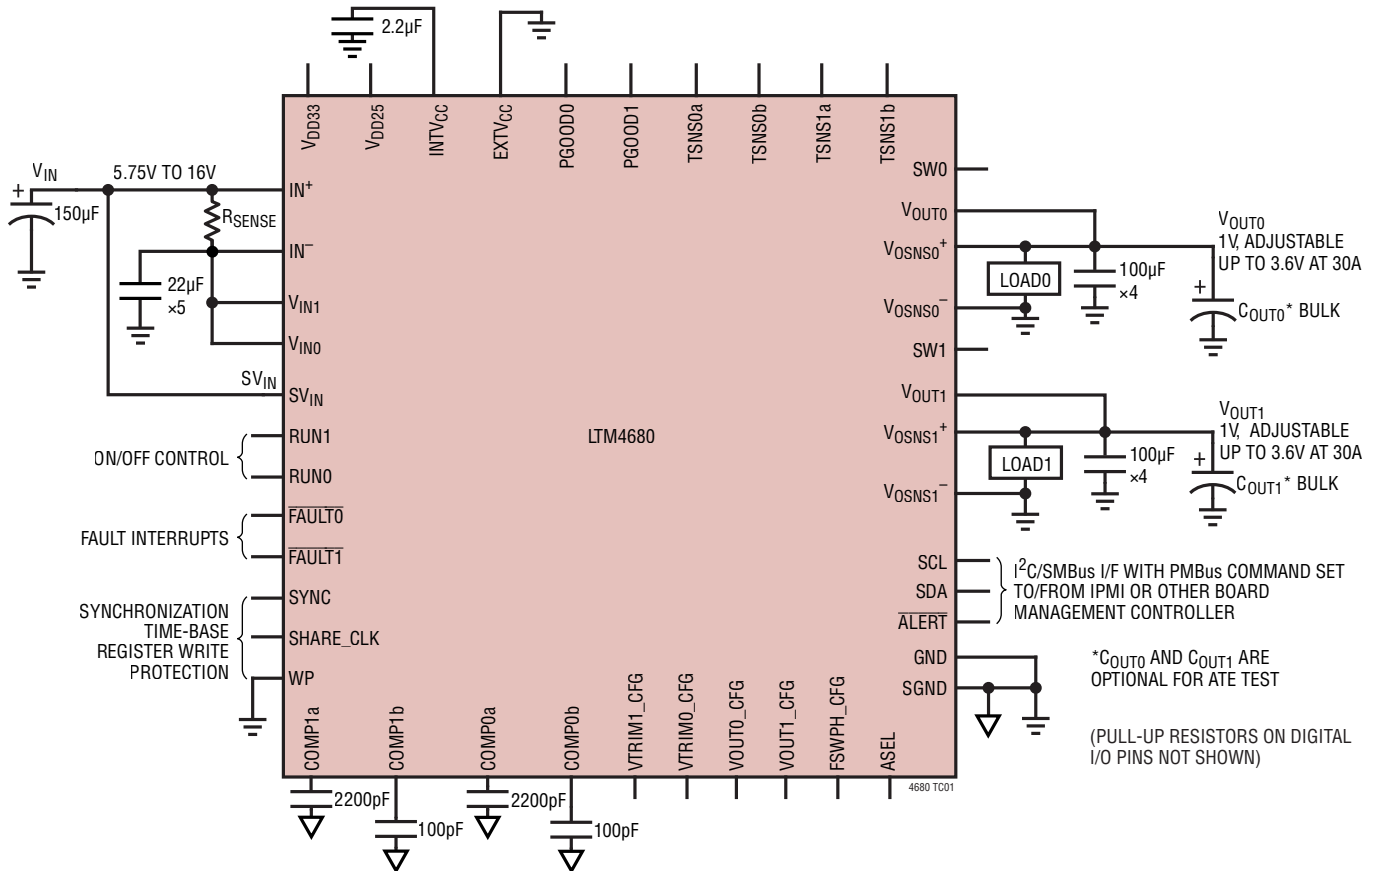 2.2µF
VDD33
VDD25
INTVCC
EXTVCC
PGOOD0
PGOOD1
TSNS0a
TSNS0b
TSNS1a
TSNS1b
VIN
5.75V TO 16V
+
150µF
RSENSE
22µF
×5
SVIN
IN+
IN–
VIN1
VIN0
SVIN
RUN1
RUN0
FAULT0
FAULT1
SYNC
SHARE_CLK
WP
ON/OFF CONTROL
FAULT INTERRUPTS
SYNCHRONIZATION
TIME-BASE
REGISTER WRITE
PROTECTION
LTM4680
SW0
VOUT0
VOSNS0+
VOSNS0–
SW1
VOUT1
VOSNS1+
VOSNS1–
SCL
SDA
ALERT
GND
SGND
LOAD0
100µF
×4
VOUT0
1V, ADJUSTABLE
UP TO 3.6V AT 30A
+
COUT0* BULK
LOAD1
100µF
×4
VOUT1
1V, ADJUSTABLE
UP TO 3.6V AT 30A
+
COUT1* BULK
I2C/SMBus I/F WITH PMBus COMMAND SET
TO/FROM IPMI OR OTHER BOARD
MANAGEMENT CONTROLLER
*COUT0 AND COUT1 ARE
OPTIONAL FOR ATE TEST
(PULL-UP RESISTORS ON DIGITAL
I/O PINS NOT SHOWN)
COMP1a
COMP1b
COMP0a
COMP0b
VTRIM1_CFG
VTRIM0_CFG
VOUT0_CFG
VOUT1_CFG
FSWPH_CFG
ASEL
4680 TC01
2200pF
100pF
2200pF
100pF